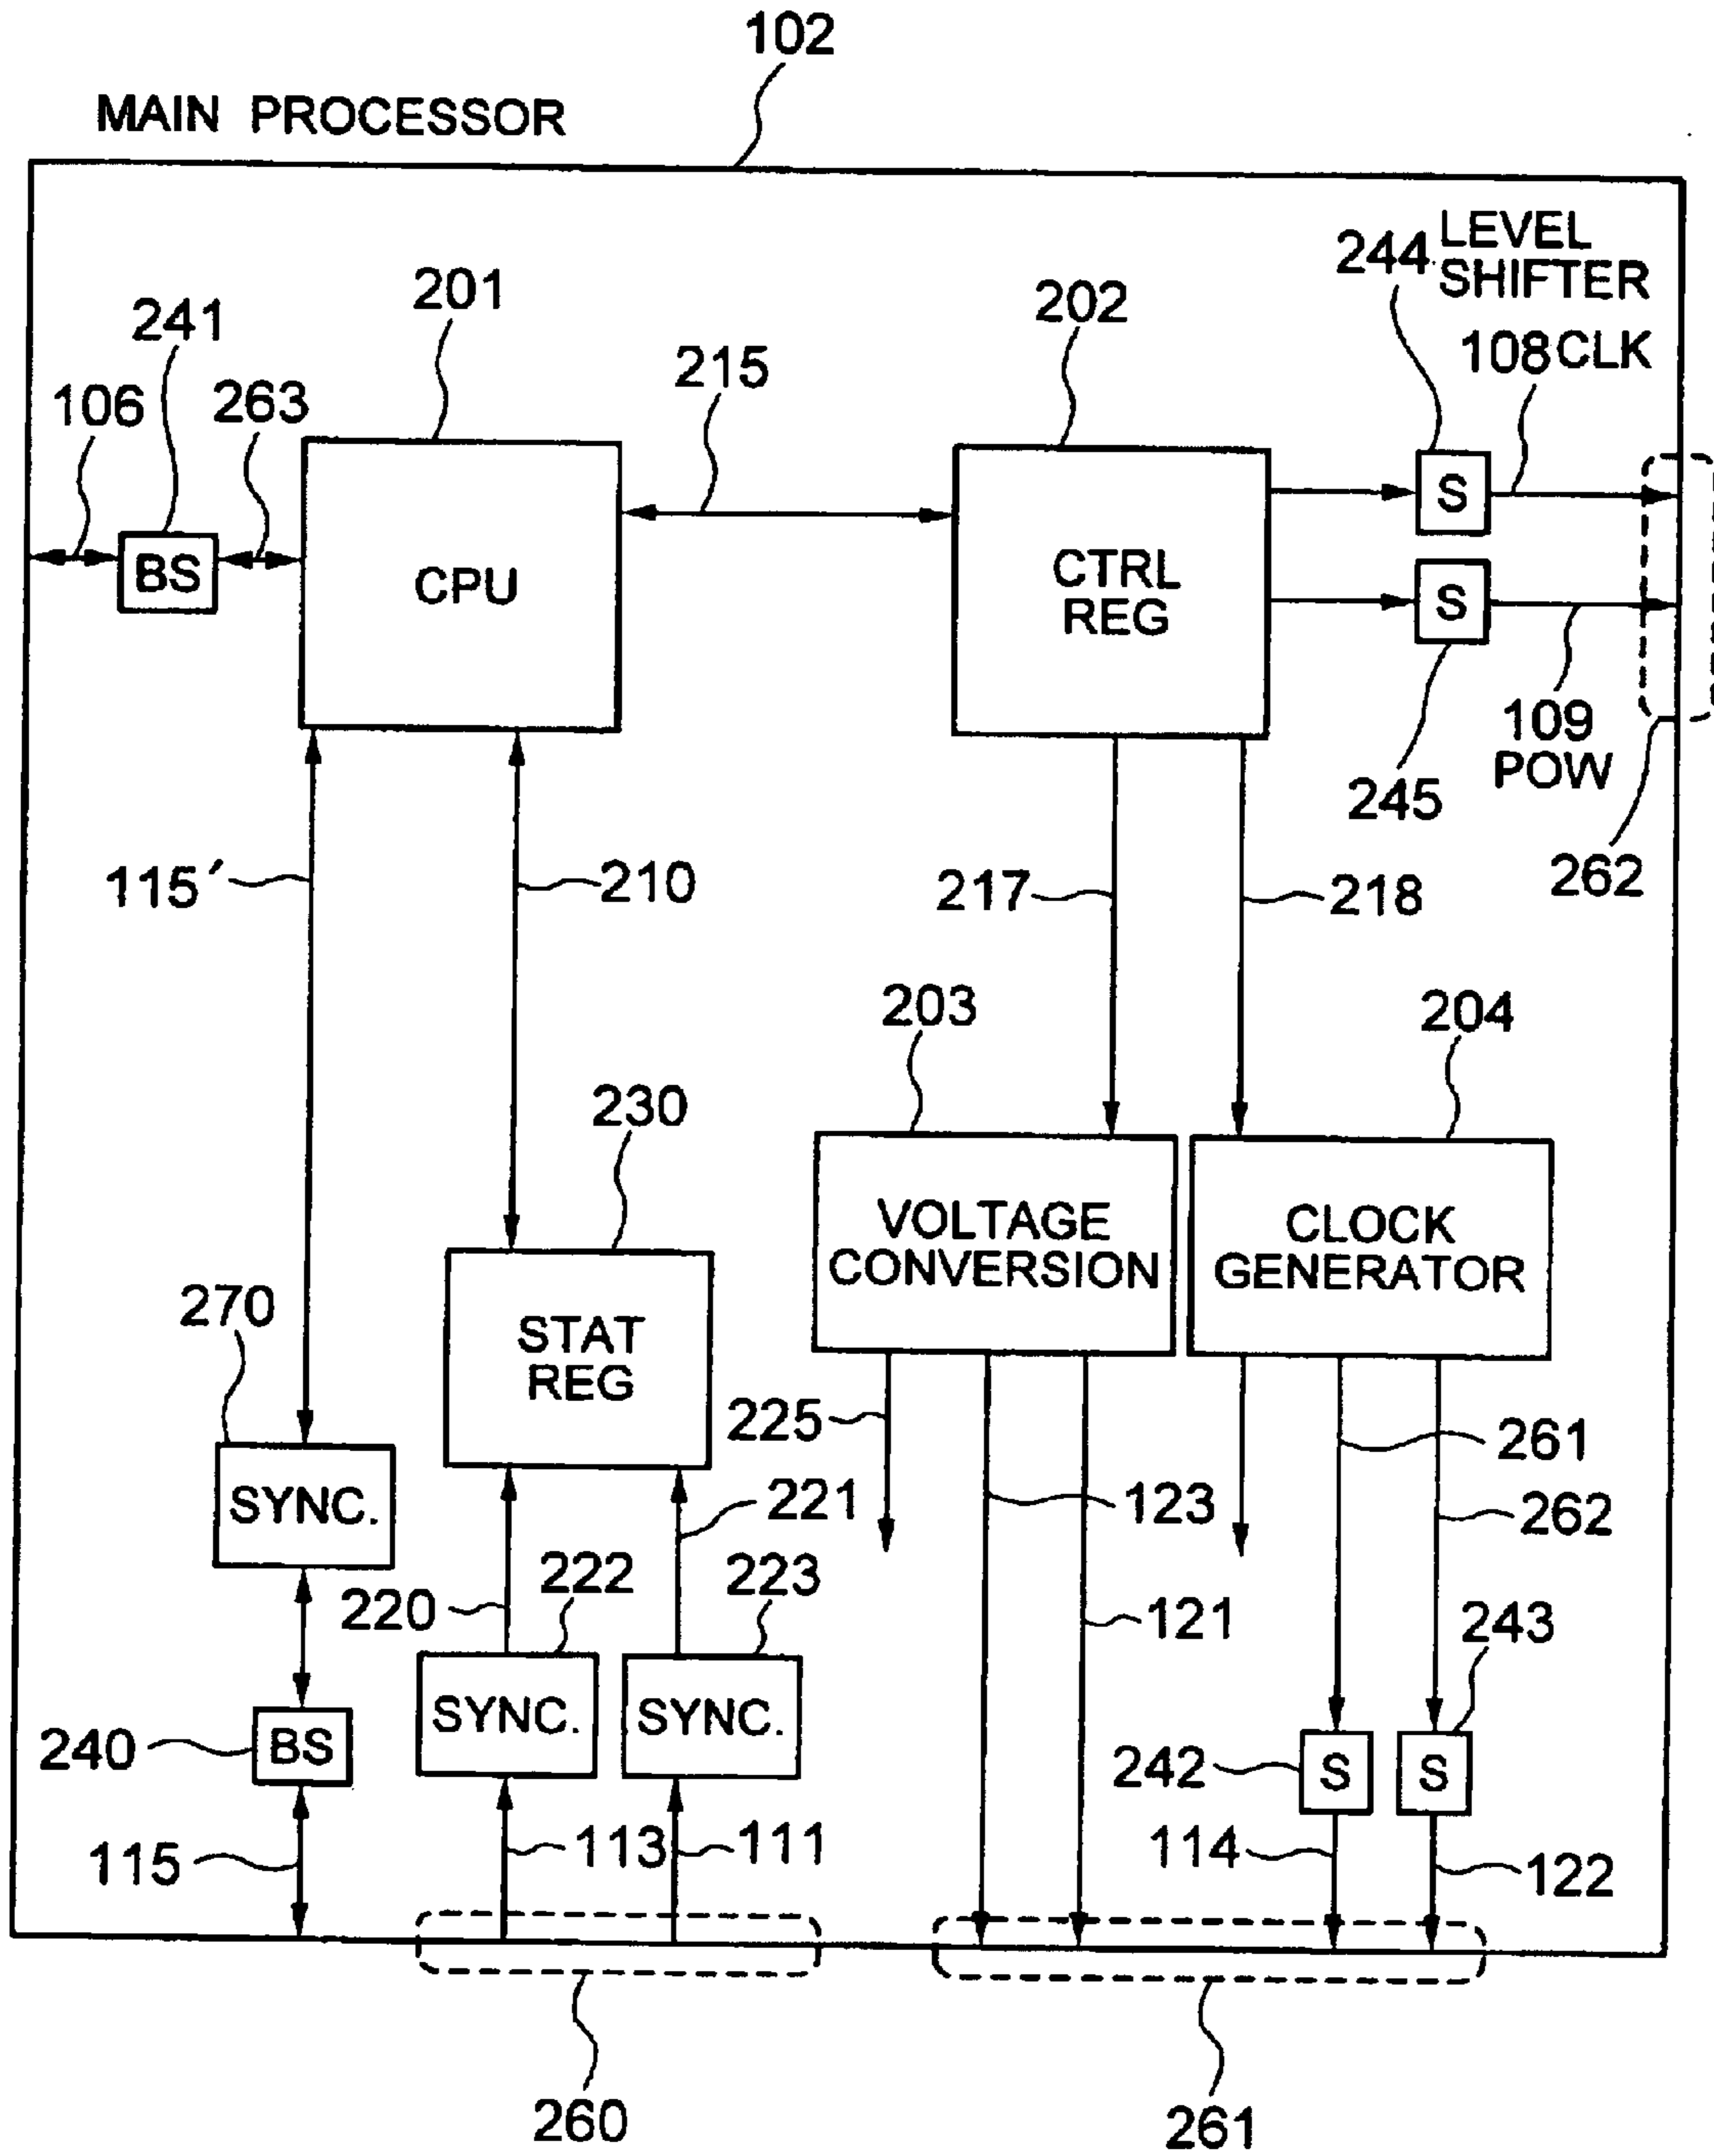 102
MAIN PROCESSOR
244 LEVEL
SHIFTER
201
202
241
215
108 CLK
106
263
S
BS
CPU
CTRL
REG
S
109
POW
245
262
115′
210
217
218
203
204
230
VOLTAGE
CONVERSION
CLOCK
GENERATOR
270
STAT
REG
225
261
SYNC.
221
123
262
220
222
223
121
243
SYNC.
SYNC.
240
BS
242
S
S
115
113
111
114
122
260
261